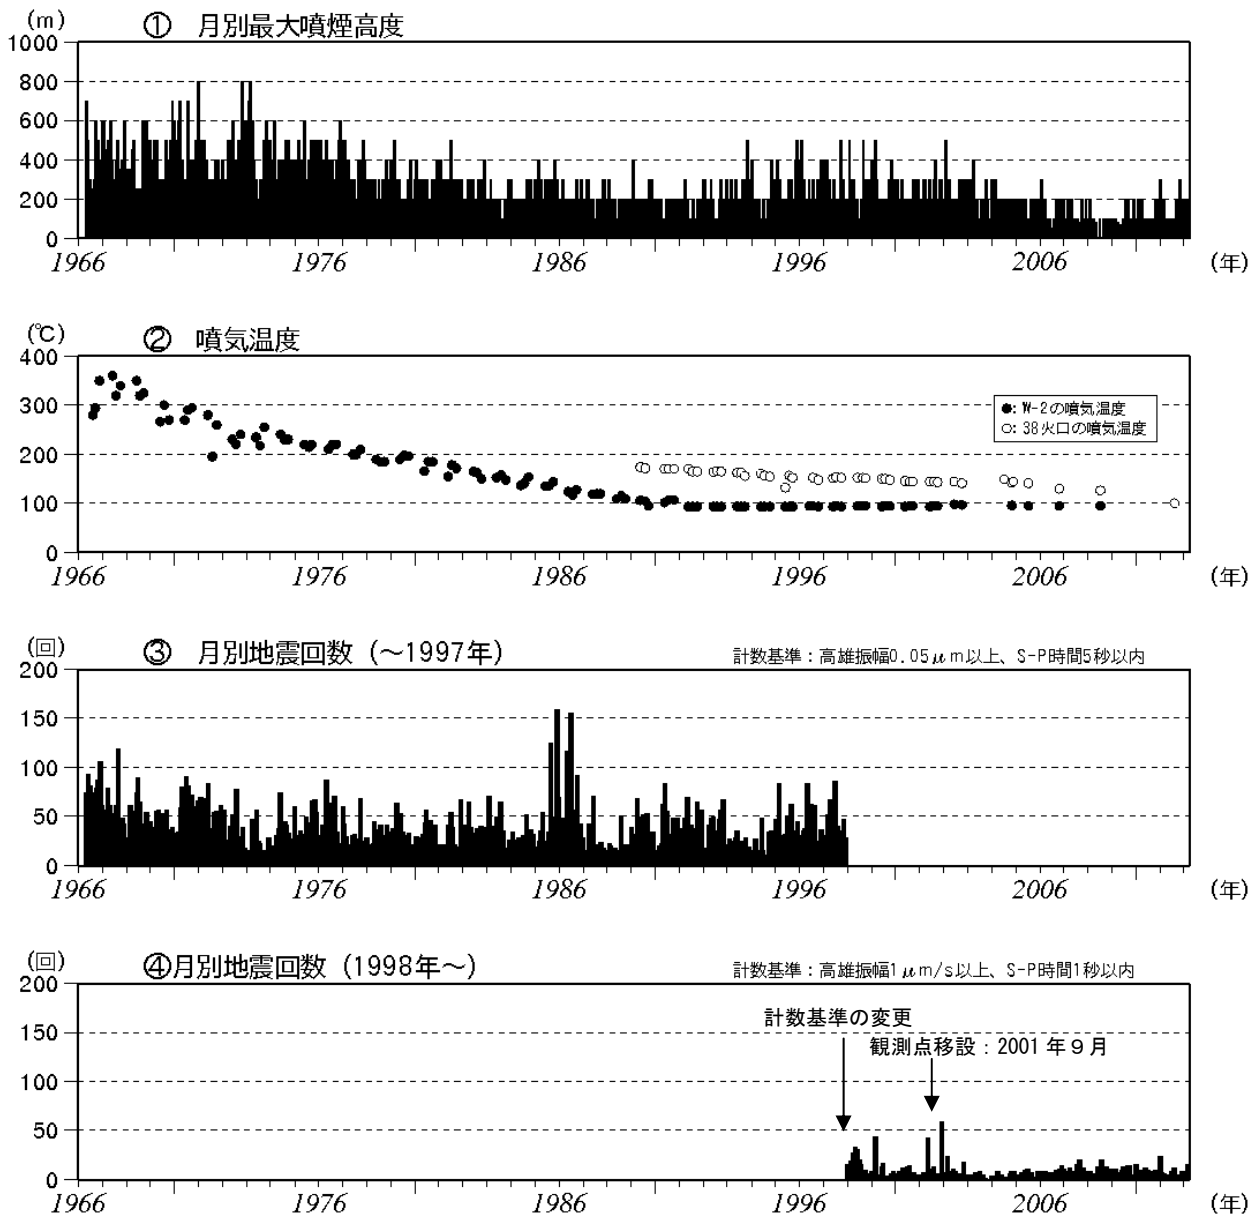 (m)
① 月別最大噴煙高度
1000
800
600
400
200
0
1966
1976
1986
1996
2006
(年)
(℃)
② 噴気温度
400
300
200
100
0
●: W-2の噴気温度
○: 38火口の噴気温度
1966
1976
1986
1996
2006
(年)
(回)
③ 月別地震回数 (～1997年)
計数基準：高雄振幅0.05μm以上、S-P時間5秒以内
200
150
100
50
0
1966
1976
1986
1996
2006
(年)
(回)
④月別地震回数 (1998年～)
計数基準：高雄振幅1μm/s以上、S-P時間1秒以内
200
150
100
50
0
計数基準の変更
観測点移設：2001年９月
1966
1976
1986
1996
2006
(年)